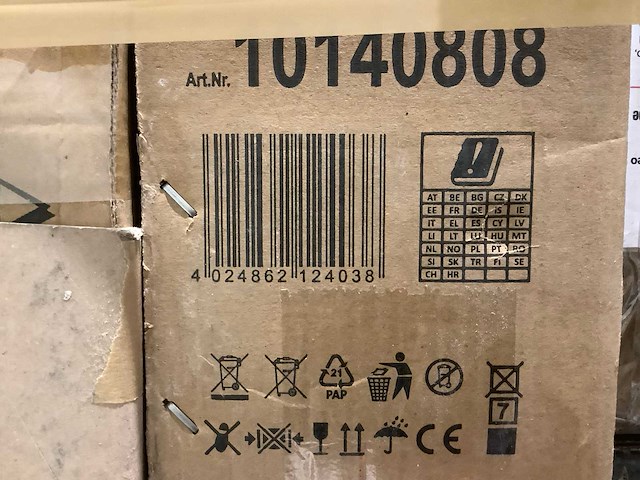 Art.Nr. 10140808
4 024862 124038
AT BE BG CZ DK
EE FR DE IS IE
IT EL ES CY LV
LI LT LU HU MT
NL NO PL PT RO
SI SK TR FI SE
CH HR
21
PAP
7
CE